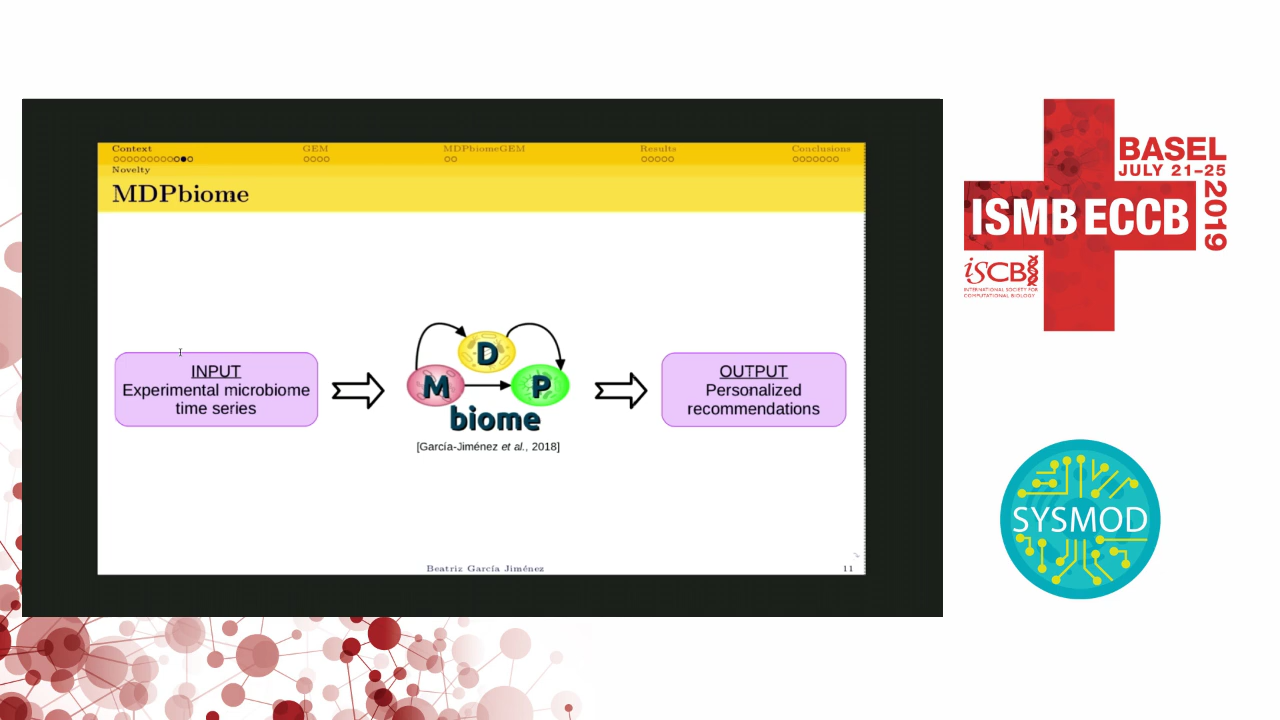 Context
GEM
MDPbiomeGEM
Results
Conclusions
Novelty
MDPbiome
INPUT
Experimental microbiome
time series
M D P
biome
[García-Jiménez et al., 2018]
OUTPUT
Personalized
recommendations
Beatriz García Jiménez
11
BASEL
JULY 21–25
2019
ISMB ECCB
ISCB
INTERNATIONAL SOCIETY FOR
COMPUTATIONAL BIOLOGY
SYSMOD